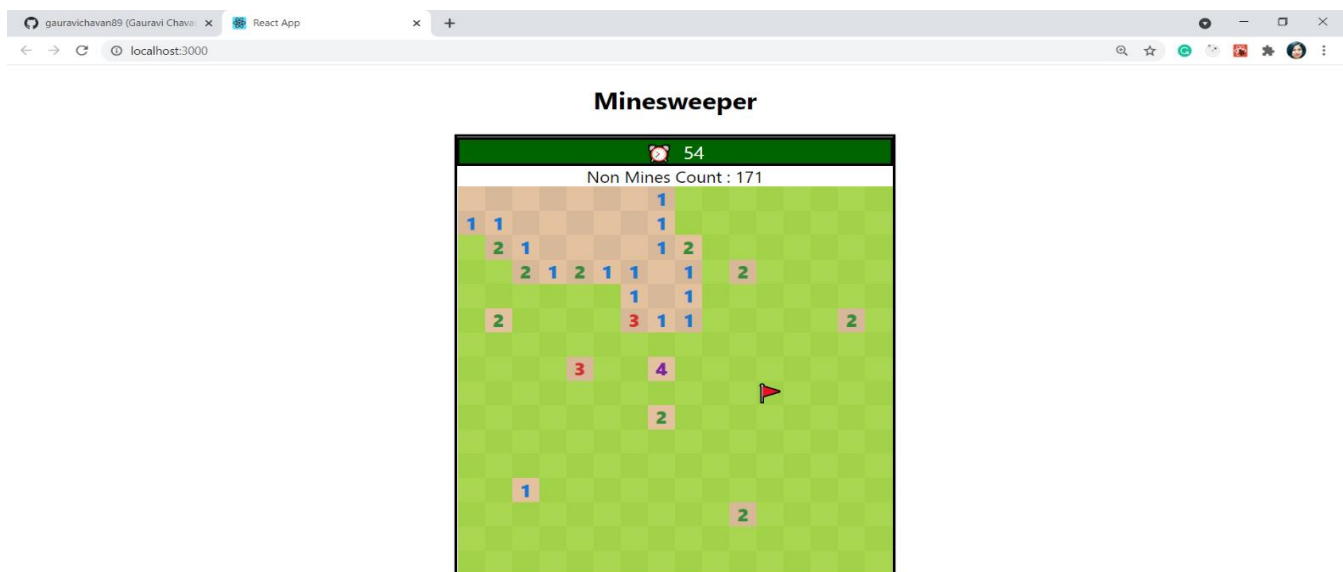 gauravichavan89 (Gauravi Chava
React App
localhost:3000
Minesweeper
54
Non Mines Count : 171
1
1 1 1
2 1 1 2
2 1 2 1 1 1 2
1 1
2 3 1 1 2
3 4
2
1
2